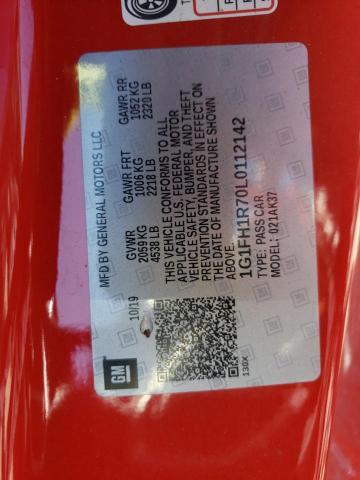 MFD BY GENERAL MOTORS LLC
10/19
GVWR GAWR FRT GAWR RR
2059 KG 1006 KG 1052 KG
4538 LB 2218 LB 2320 LB
THIS VEHICLE CONFORMS TO ALL
APPLICABLE U.S. FEDERAL MOTOR
VEHICLE SAFETY, BUMPER, AND THEFT
PREVENTION STANDARDS IN EFFECT ON
THE DATE OF MANUFACTURE SHOWN
ABOVE.
1G1FH1R70L0112142
TYPE: PASS CAR
MODEL: 021AK37
GM
130X